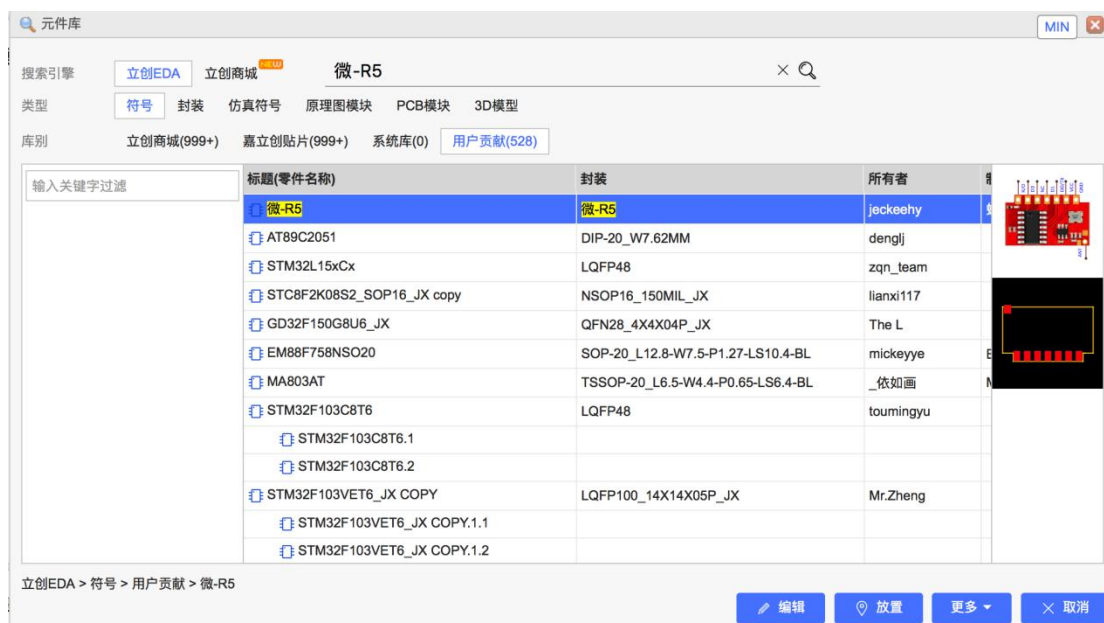 元件库 MIN
搜索引擎 立创EDA 立创商城 NEW 微-R5
类型 符号 封装 仿真符号 原理图模块 PCB模块 3D模型
库别 立创商城(999+) 嘉立创贴片(999+) 系统库(0) 用户贡献(528)
输入关键字过滤
标题(零件名称) 封装 所有者
微-R5 微-R5 jeckeehy
AT89C2051 DIP-20_W7.62MM denglj
STM32L15xCx LQFP48 zqn_team
STC8F2K08S2_SOP16_JX copy NSOP16_150MIL_JX lianxi117
GD32F150G8U6_JX QFN28_4X4X04P_JX The L
EM88F758NSO20 SOP-20_L12.8-W7.5-P1.27-LS10.4-BL mickeyye
MA803AT TSSOP-20_L6.5-W4.4-P0.65-LS6.4-BL _依如画
STM32F103C8T6 LQFP48 toumingyu
STM32F103C8T6.1
STM32F103C8T6.2
STM32F103VET6_JX COPY LQFP100_14X14X05P_JX Mr.Zheng
STM32F103VET6_JX COPY.1.1
STM32F103VET6_JX COPY.1.2
立创EDA > 符号 > 用户贡献 > 微-R5
编辑 放置 更多 取消